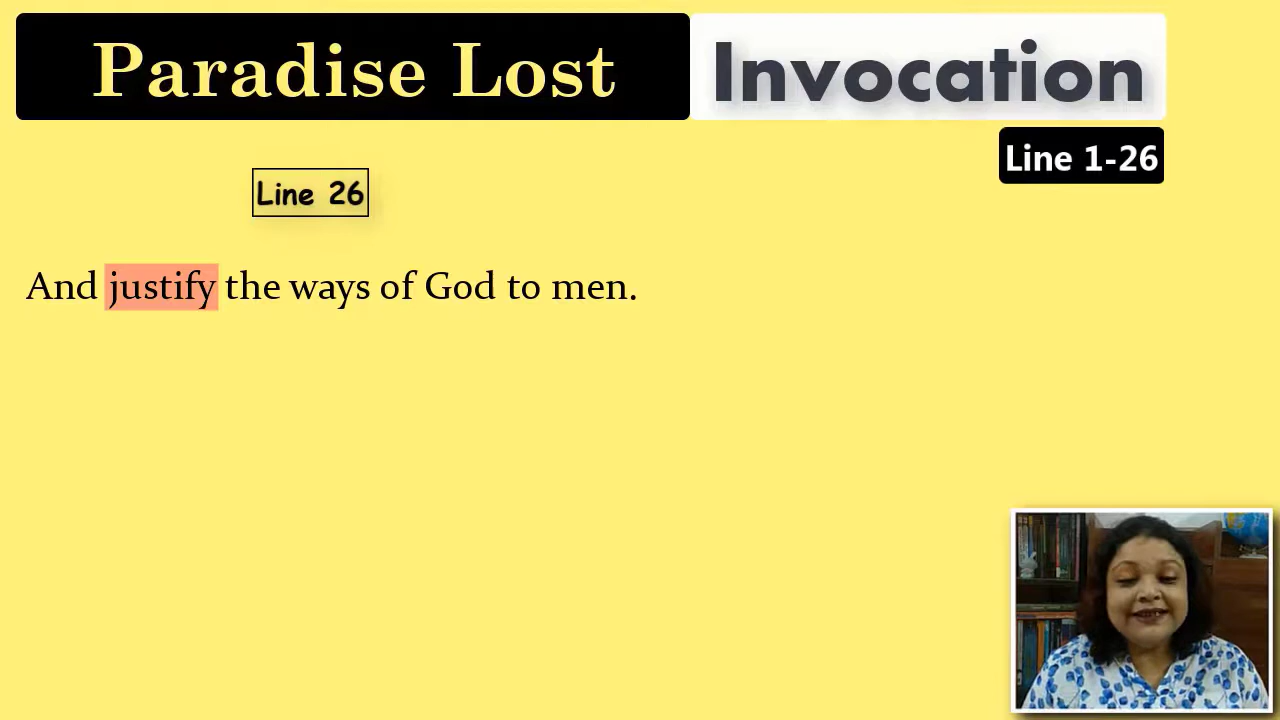 Paradise Lost Invocation
Line 1-26
Line 26
And justify the ways of God to men.